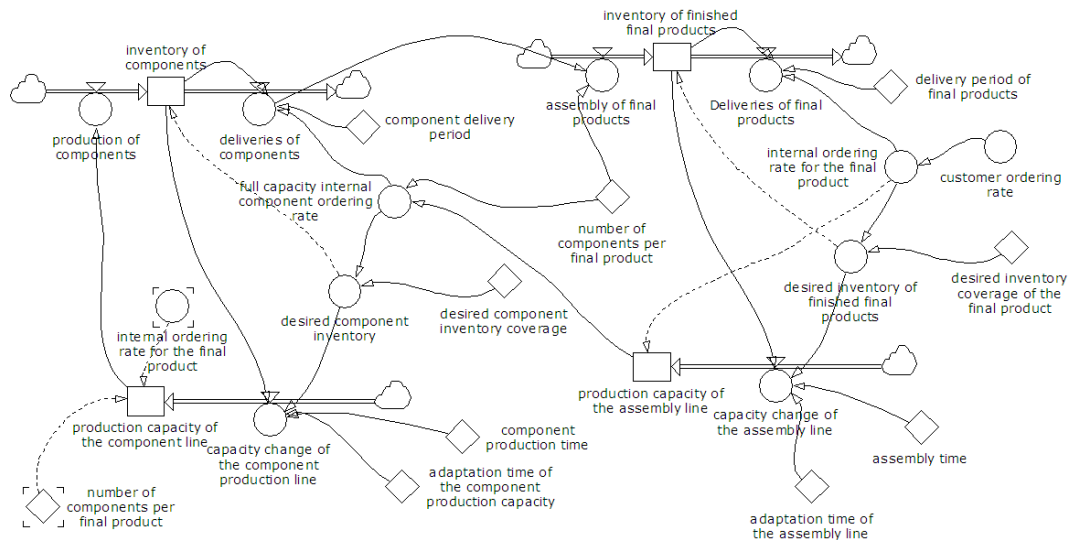 inventory of
components
inventory of finished
final products
production of
components
deliveries of
components
component delivery
period
assembly of final
products
Deliveries of final
products
delivery period of
final products
full capacity internal
component ordering
rate
number of
components per
final product
internal ordering
rate for the final
product
customer ordering
rate
desired component
inventory
desired component
inventory coverage
desired inventory of
finished final
products
desired inventory
coverage of the
final product
internal ordering
rate for the final
product
production capacity of
the component line
capacity change of
the component
production line
component
production time
adaptation time of
the component
production capacity
number of
components per
final product
production capacity of
the assembly line
capacity change of
the assembly line
assembly time
adaptation time of
the assembly line